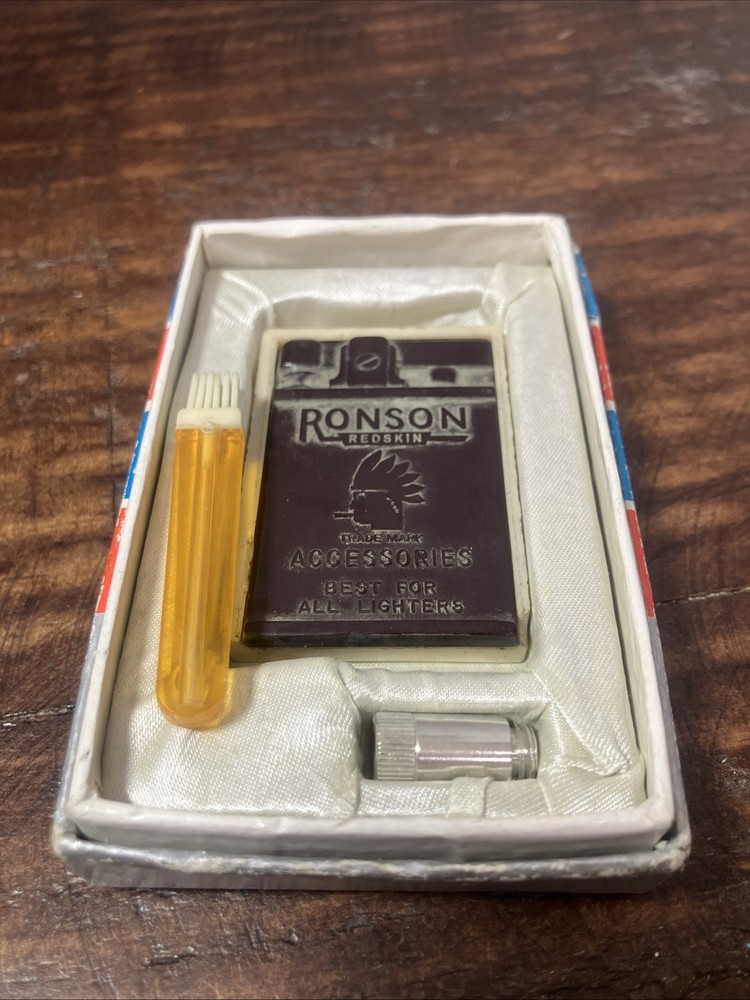 RONSON
REDSKIN
TRADE MARK
ACCESSORIES
BEST FOR
ALL LIGHTERS